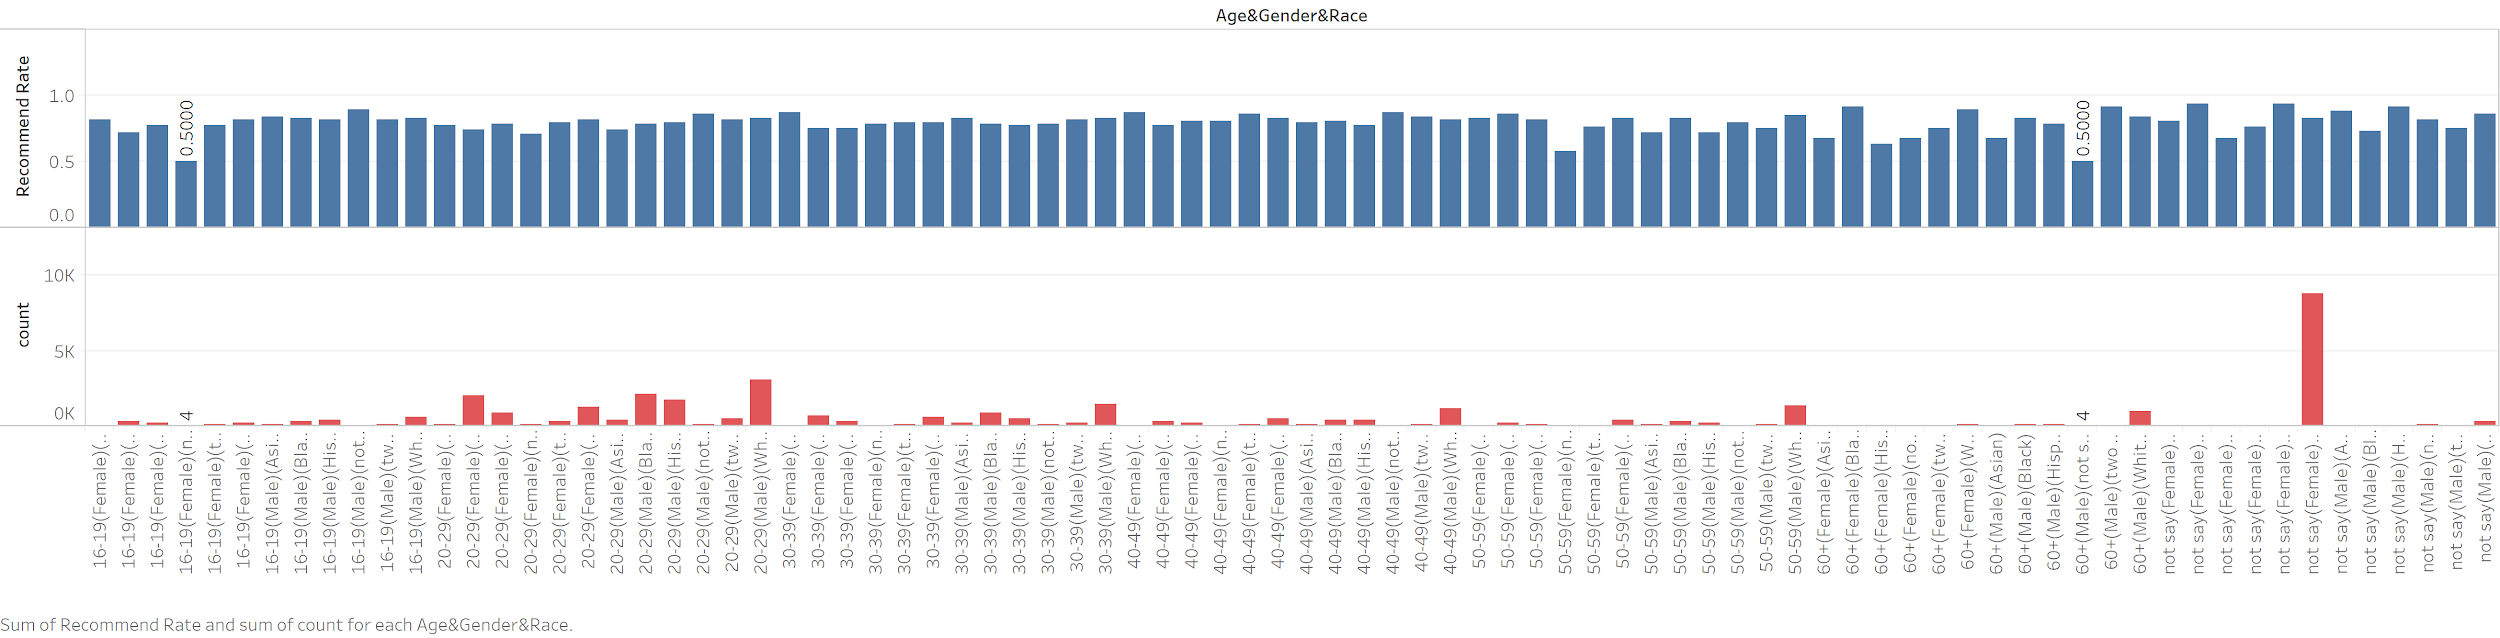 Age&Gender&Race
Recommend Rate
1.0
0.5
0.0
0.5000
0.5000
count
10K
5K
0K
4
4
16-19(Female)(..
16-19(Female)(..
16-19(Female)(..
16-19(Female)(n..
16-19(Female)(t..
16-19(Female)(..
16-19(Male)(Asi..
16-19(Male)(Bla..
16-19(Male)(His..
16-19(Male)(not..
16-19(Male)(tw..
16-19(Male)(Wh..
20-29(Female)(..
20-29(Female)(..
20-29(Female)(..
20-29(Female)(n..
20-29(Female)(t..
20-29(Female)(..
20-29(Male)(Asi..
20-29(Male)(Bla..
20-29(Male)(His..
20-29(Male)(not..
20-29(Male)(tw..
20-29(Male)(Wh..
30-39(Female)(..
30-39(Female)(..
30-39(Female)(..
30-39(Female)(n..
30-39(Female)(t..
30-39(Female)(..
30-39(Male)(Asi..
30-39(Male)(Bla..
30-39(Male)(His..
30-39(Male)(not..
30-39(Male)(tw..
30-39(Male)(Wh..
40-49(Female)(..
40-49(Female)(..
40-49(Female)(..
40-49(Female)(n..
40-49(Female)(t..
40-49(Female)(..
40-49(Male)(Asi..
40-49(Male)(Bla..
40-49(Male)(His..
40-49(Male)(not..
40-49(Male)(tw..
40-49(Male)(Wh..
50-59(Female)(..
50-59(Female)(..
50-59(Female)(..
50-59(Female)(n..
50-59(Female)(t..
50-59(Female)(..
50-59(Male)(Asi..
50-59(Male)(Bla..
50-59(Male)(His..
50-59(Male)(not..
50-59(Male)(tw..
50-59(Male)(Wh..
60+(Female)(Asi..
60+(Female)(Bla..
60+(Female)(His..
60+(Female)(no..
60+(Female)(tw..
60+(Female)(W..
60+(Male)(Asian)
60+(Male)(Black)
60+(Male)(Hisp..
60+(Male)(not s..
60+(Male)(two ..
60+(Male)(Whit..
not say(Female)..
not say(Female)..
not say(Female)..
not say(Female)..
not say(Female)..
not say(Female)..
not say(Male)(A..
not say(Male)(Bl..
not say(Male)(H..
not say(Male)(n..
not say(Male)(t..
not say(Male)(..
Sum of Recommend Rate and sum of count for each Age&Gender&Race.